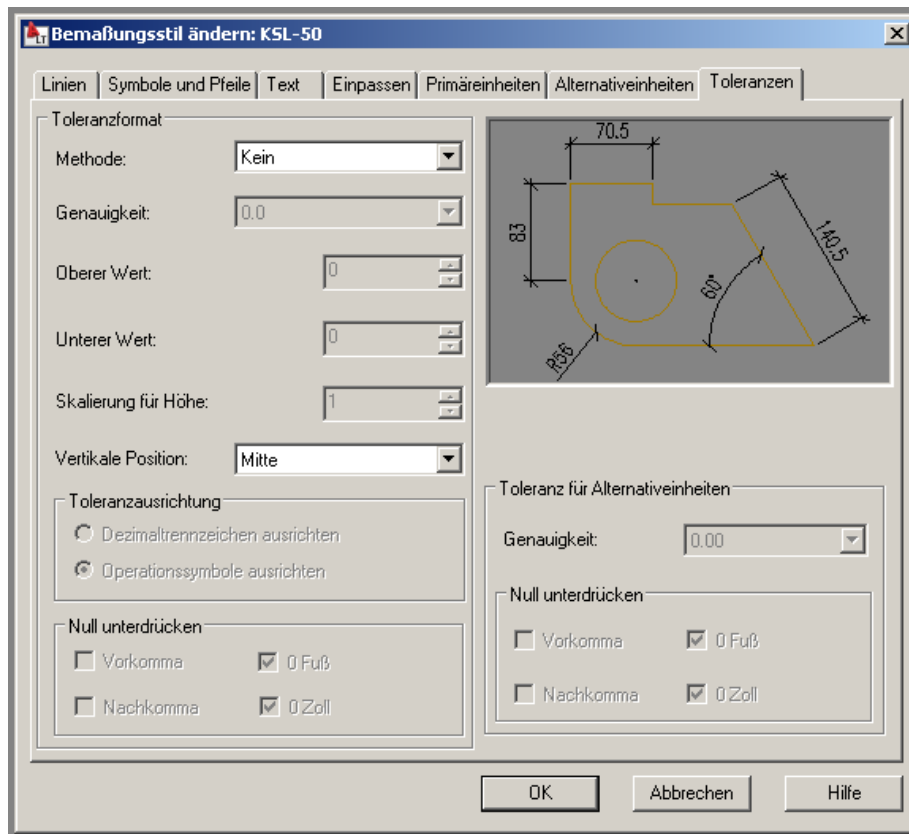 LT Bemaßungsstil ändern: KSL-50
Linien Symbole und Pfeile Text Einpassen Primäreinheiten Alternativeinheiten Toleranzen
Toleranzformat
Methode: Kein
Genauigkeit: 0.0
Oberer Wert: 0
Unterer Wert: 0
Skalierung für Höhe: 1
Vertikale Position: Mitte
Toleranzausrichtung
Dezimaltrennzeichen ausrichten
Operationssymbole ausrichten
Null unterdrücken
Vorkomma 0 Fuß
Nachkomma 0 Zoll
70.5
83
140.5
60°
R56
Toleranz für Alternativeinheiten
Genauigkeit: 0.00
Null unterdrücken
Vorkomma 0 Fuß
Nachkomma 0 Zoll
OK Abbrechen Hilfe